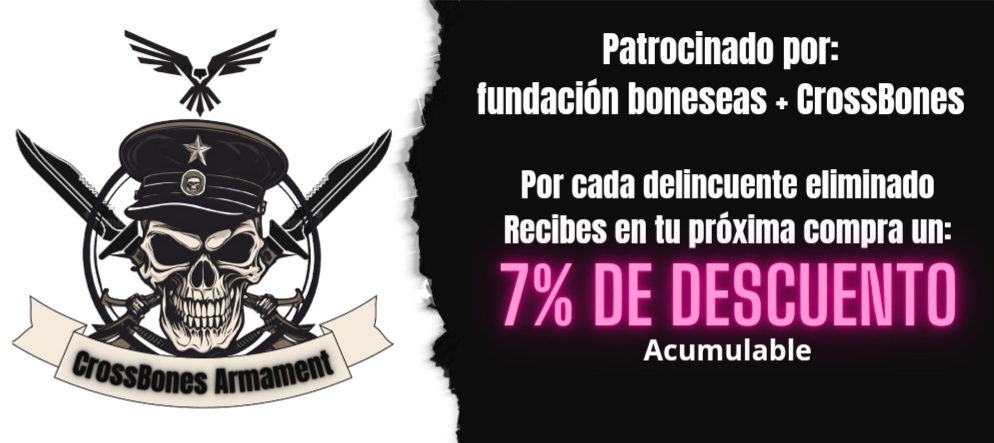 Patrocinado por:
fundación boneseas + CrossBones
Por cada delincuente eliminado
Recibes en tu próxima compra un:
7% DE DESCUENTO
Acumulable
CrossBones Armament